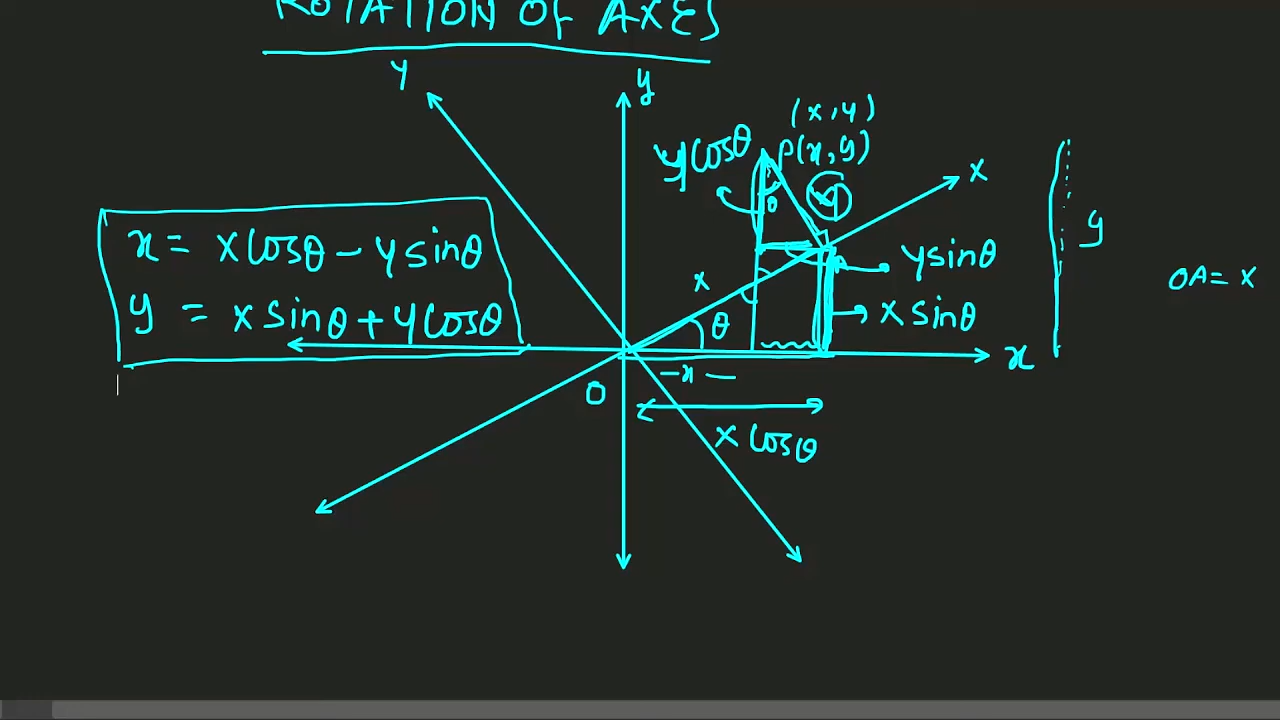 ROTATION OF AXES
Y
y
(X,Y)
P(x,y)
ycosθ
X
θ
Y
x = Xcosθ - Ysinθ
y = Xsinθ + Ycosθ
X
θ
Ysinθ
Xsinθ
y
OA = X
x
O
-x-
Xcosθ